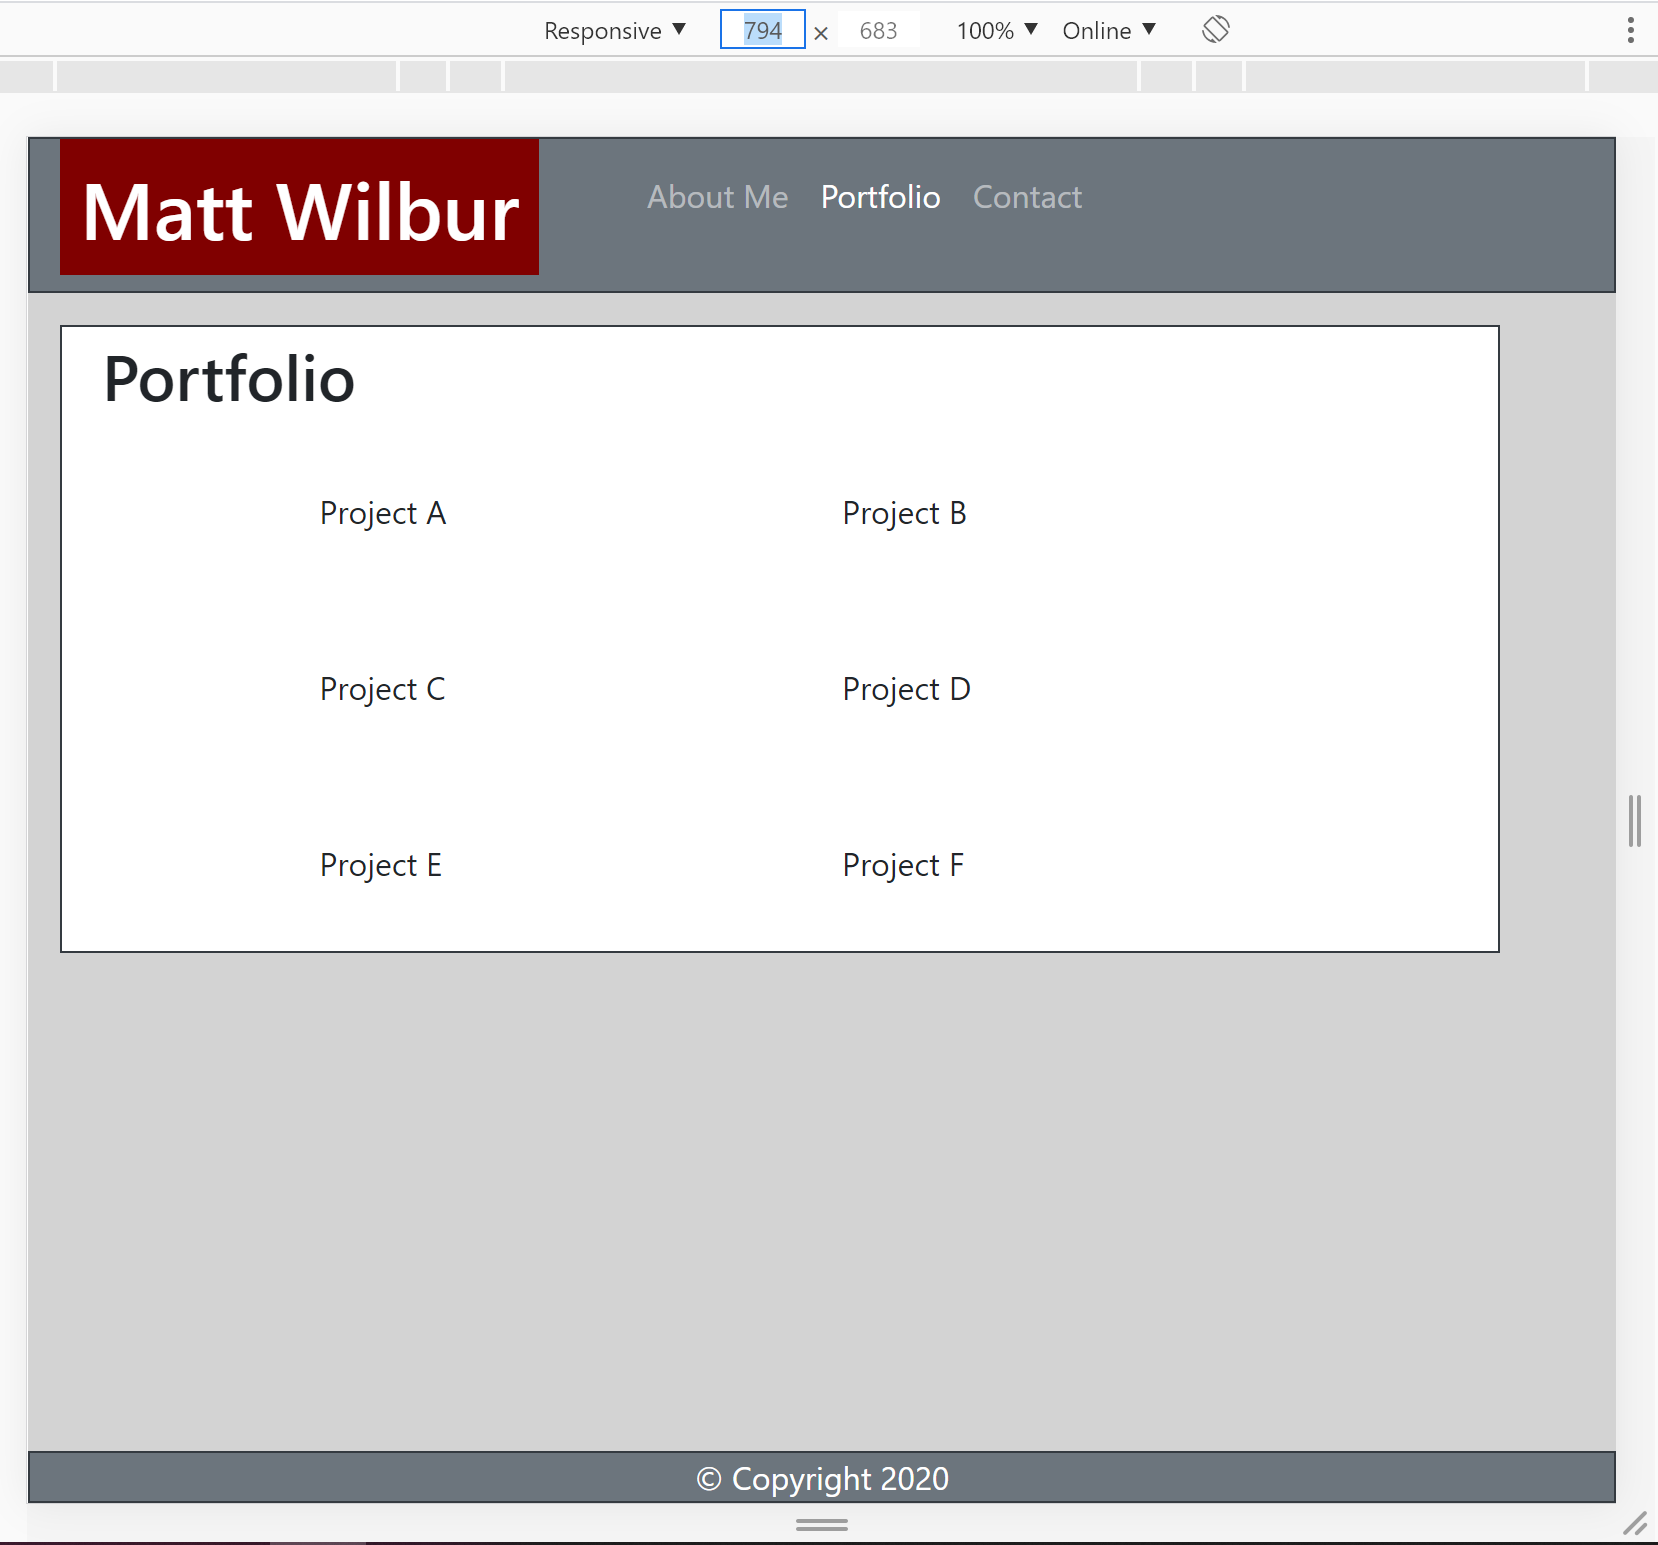 Responsive ▼ 794 × 683 100% ▼ Online ▼
Matt Wilbur
About Me Portfolio Contact
Portfolio
Project A Project B
Project C Project D
Project E Project F
© Copyright 2020